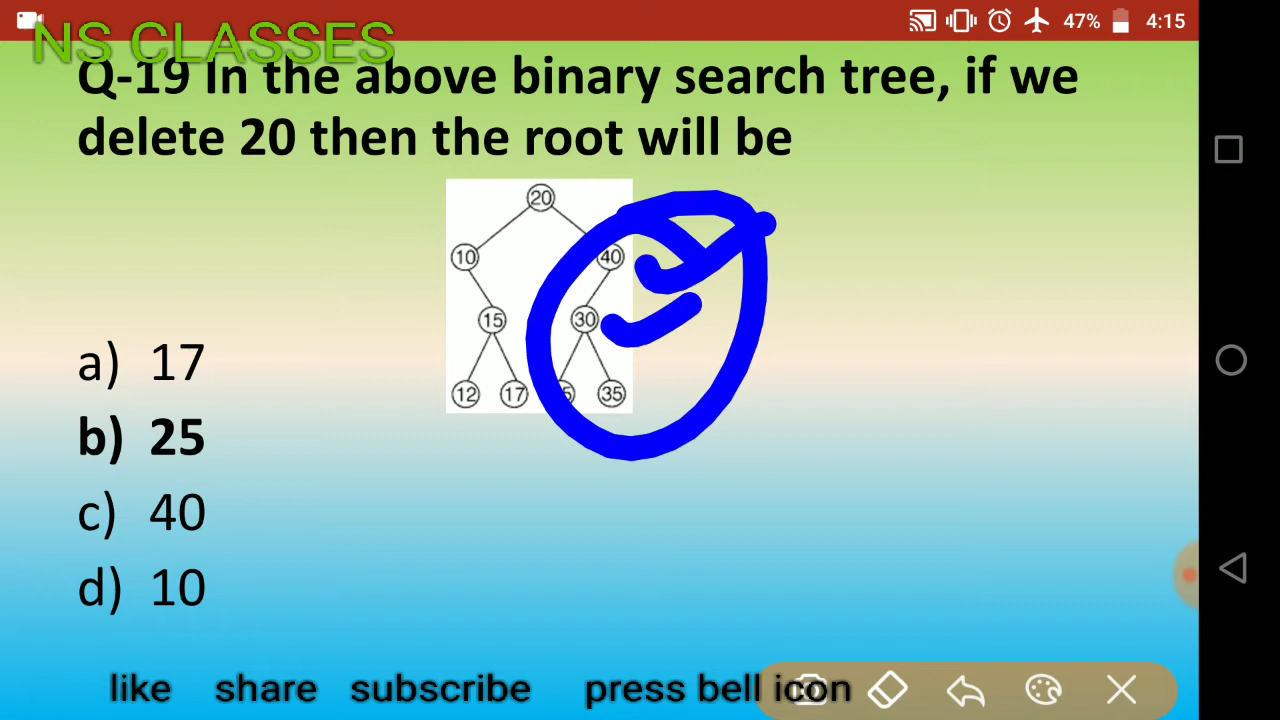 47% 4:15
NS CLASSES
Q-19 In the above binary search tree, if we
delete 20 then the root will be
20
10 40
15 30
12 17 5 35
a) 17
b) 25
c) 40
d) 10
like share subscribe press bell icon